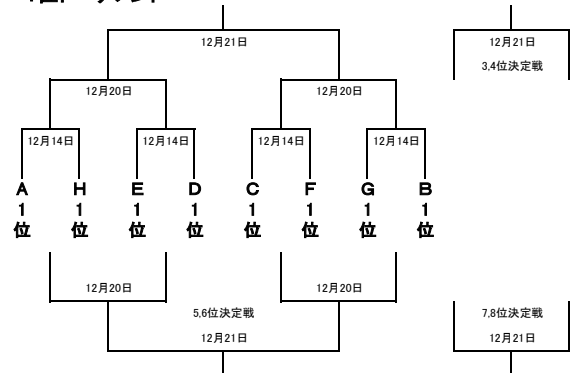 12月21日 12月21日
3,4位決定戦
12月20日 12月20日
12月14日 12月14日 12月14日 12月14日
A H E D C F G B
1 1 1 1 1 1 1 1
位 位 位 位 位 位 位 位
12月20日 12月20日
5,6位決定戦 7,8位決定戦
12月21日 12月21日